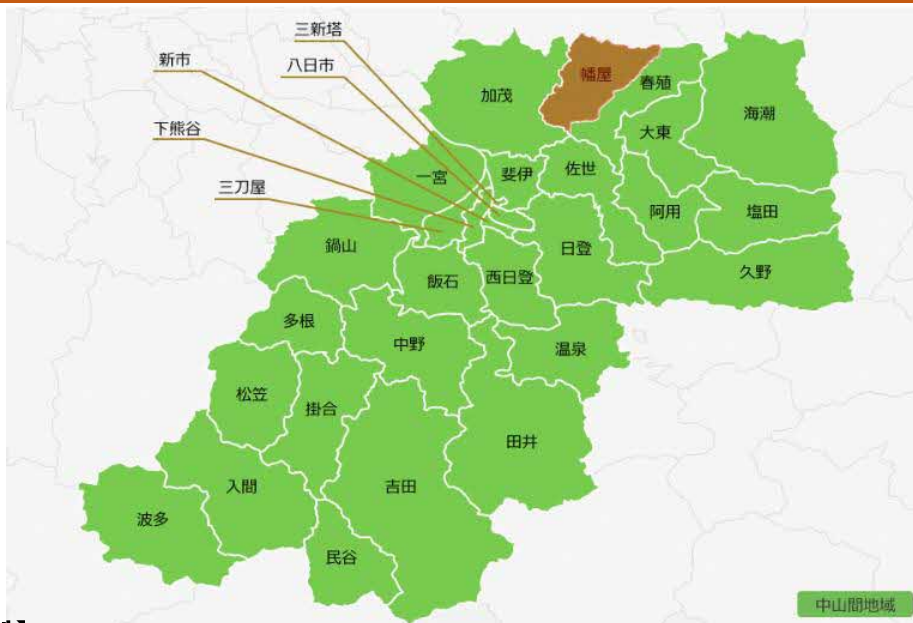 三新塔
新市
八日市
下熊谷
三刀屋
加茂
幡屋
春殖
海潮
大東
一宮
斐伊
佐世
阿用
塩田
鍋山
日登
久野
飯石
西日登
多根
中野
温泉
松笠
掛合
田井
入間
吉田
波多
民谷
中山間地域